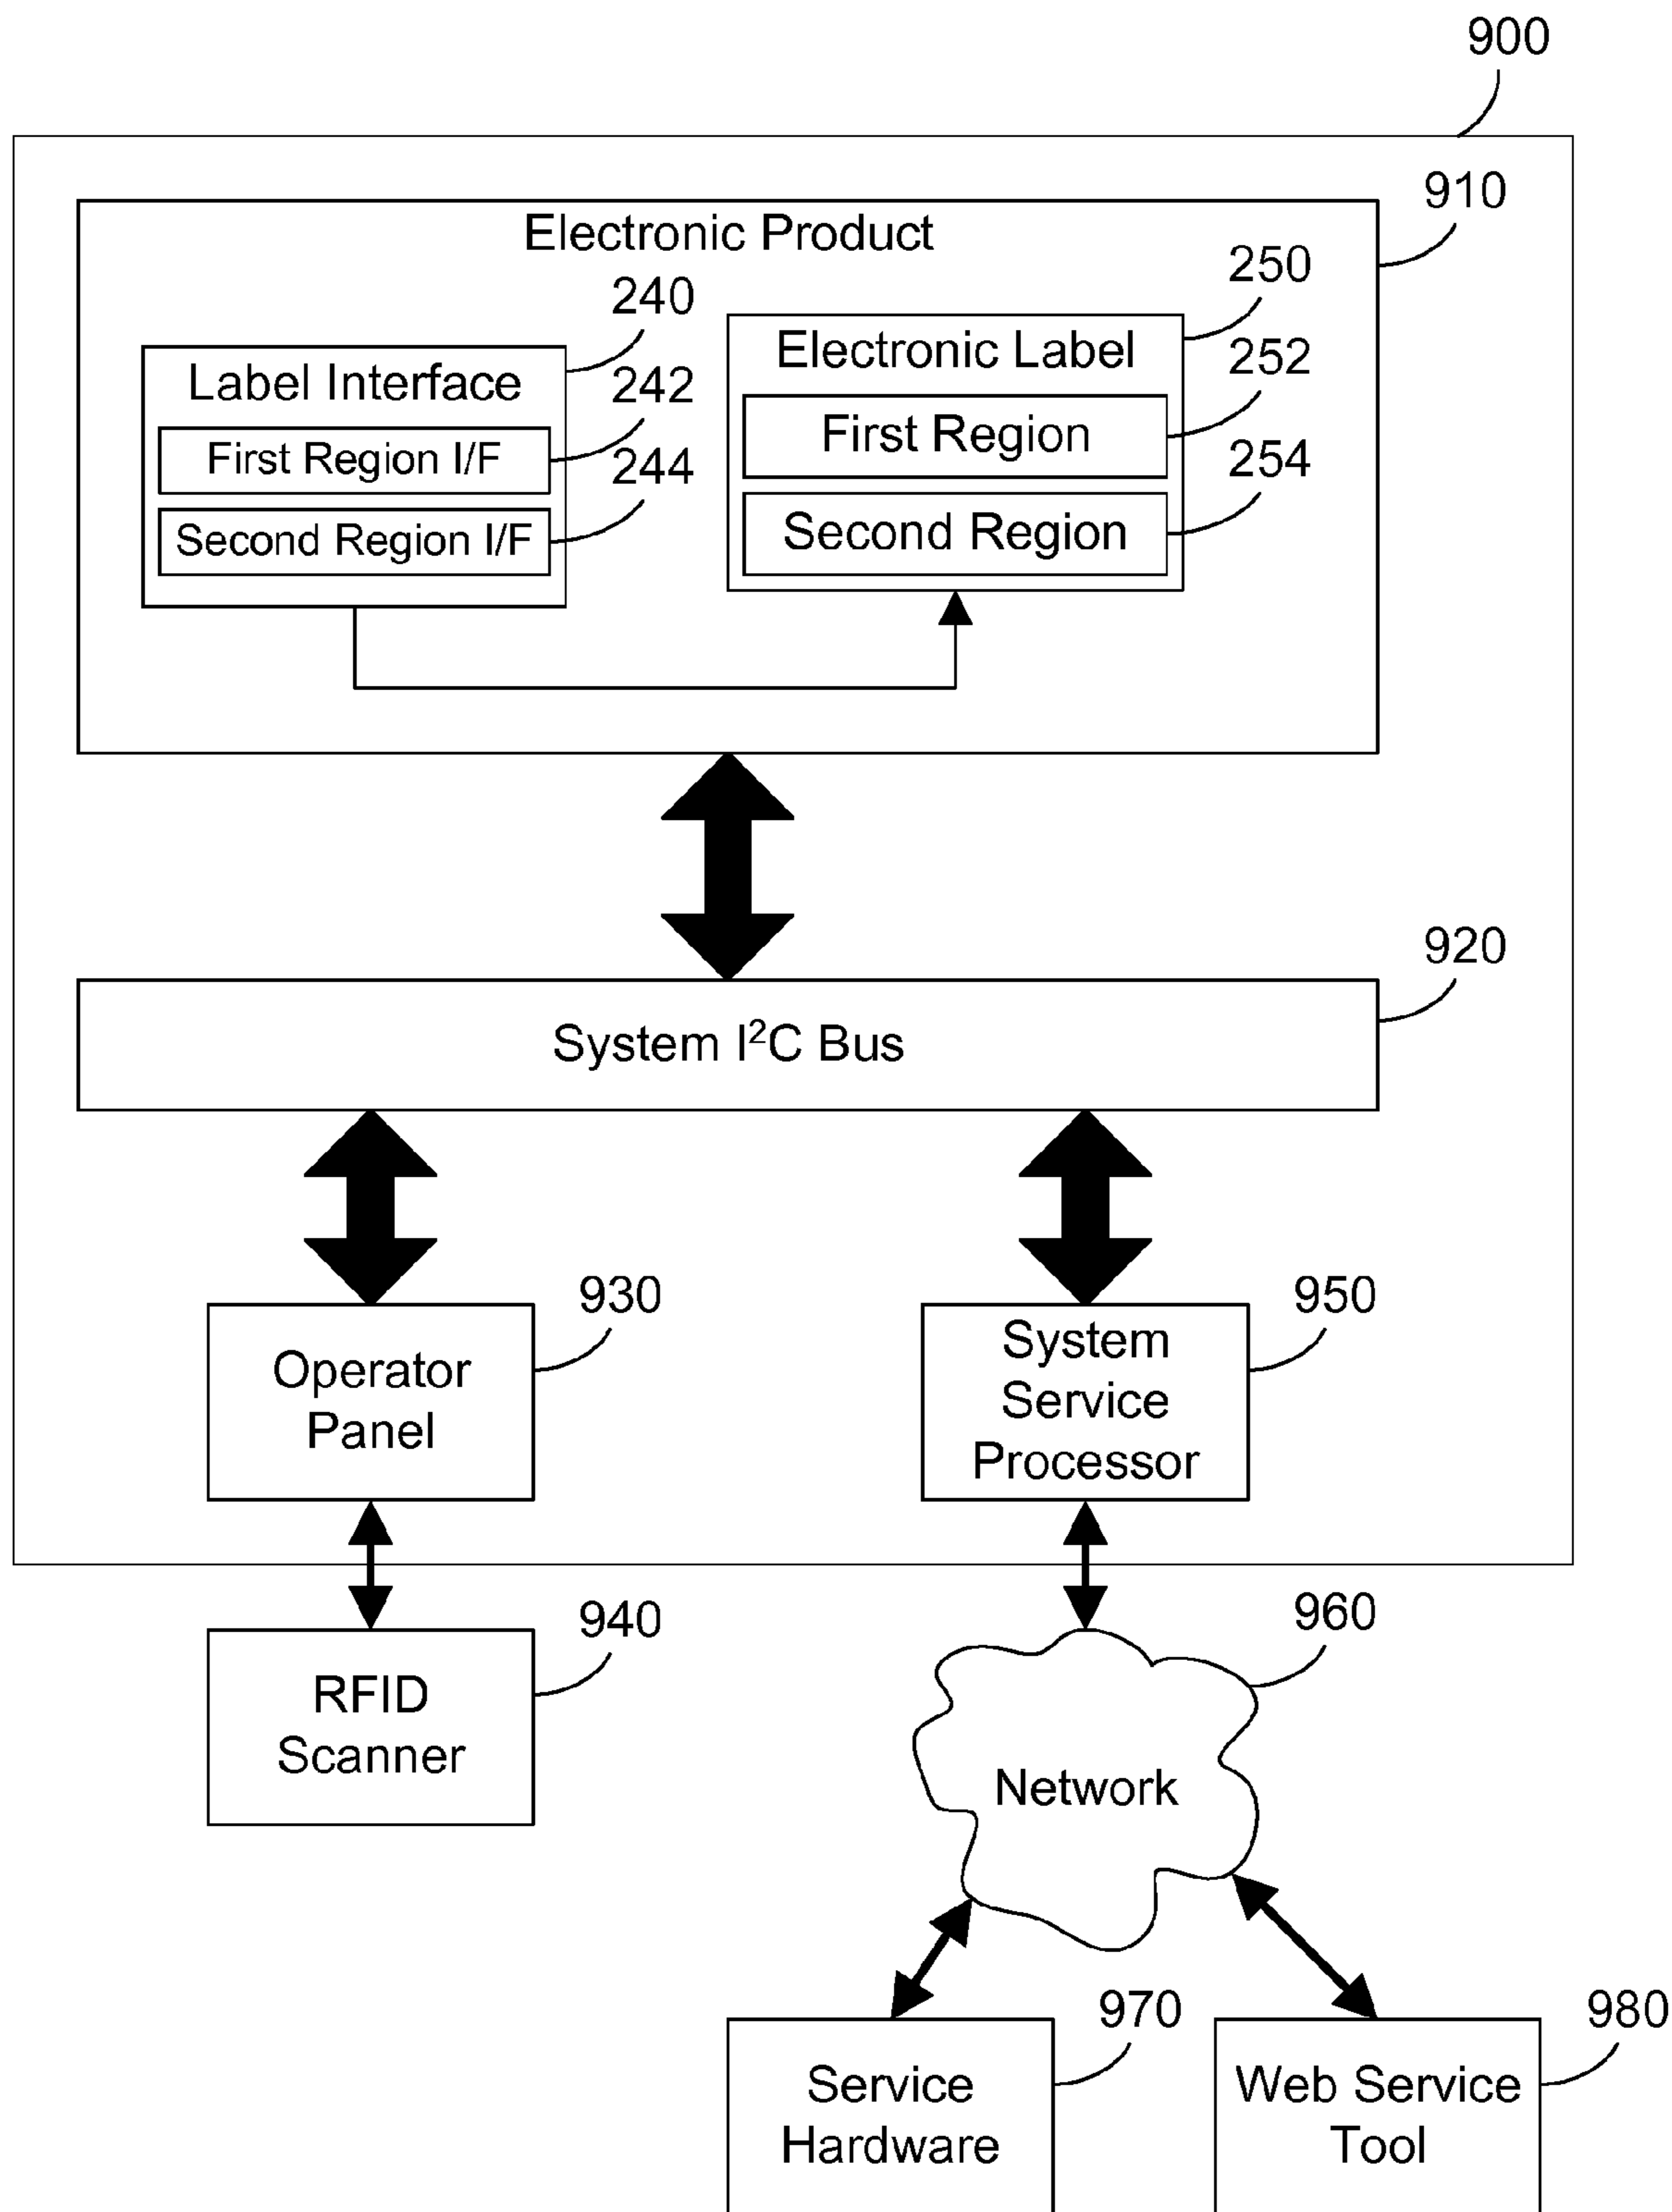 900
910
Electronic Product
250
240
Electronic Label
252
Label Interface
242
First Region
First Region I/F
254
244
Second Region
Second Region I/F
920
System I²C Bus
930
950
Operator
Panel
System
Service
Processor
940
960
RFID
Scanner
Network
970
980
Service
Hardware
Web Service
Tool